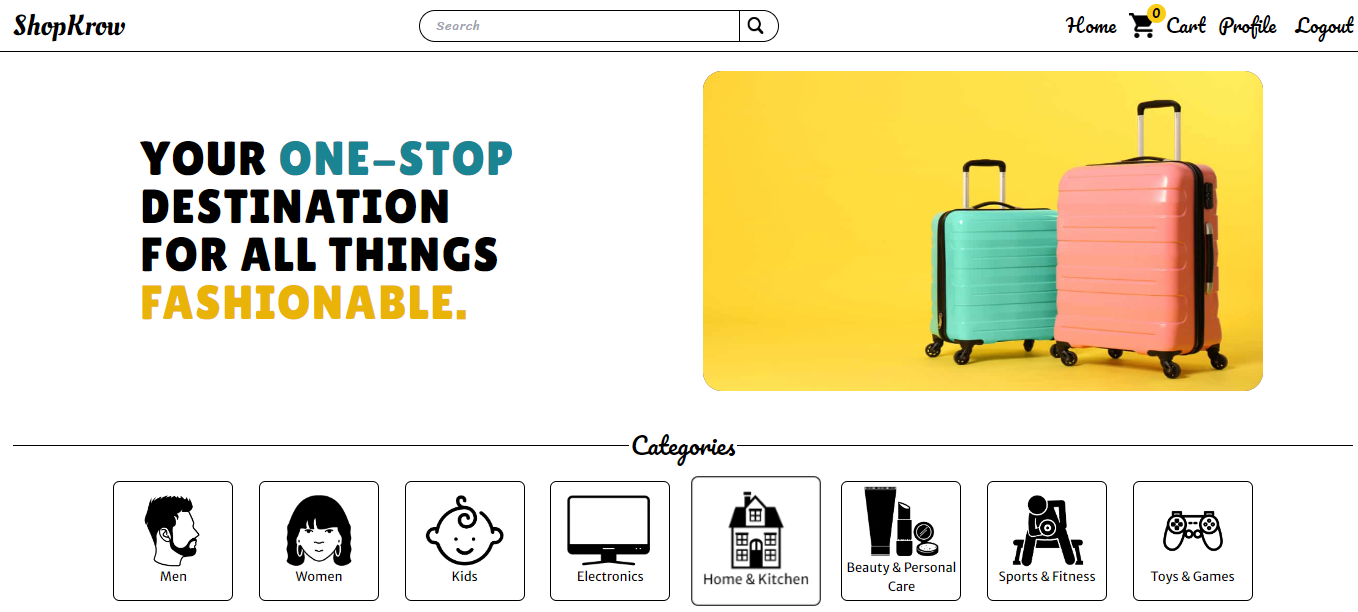 ShopKrow
Search
0
Home Cart Profile Logout
YOUR ONE-STOP
DESTINATION
FOR ALL THINGS
FASHIONABLE.
Categories
Men
Women
Kids
Electronics
Home & Kitchen
Beauty & Personal
Care
Sports & Fitness
Toys & Games